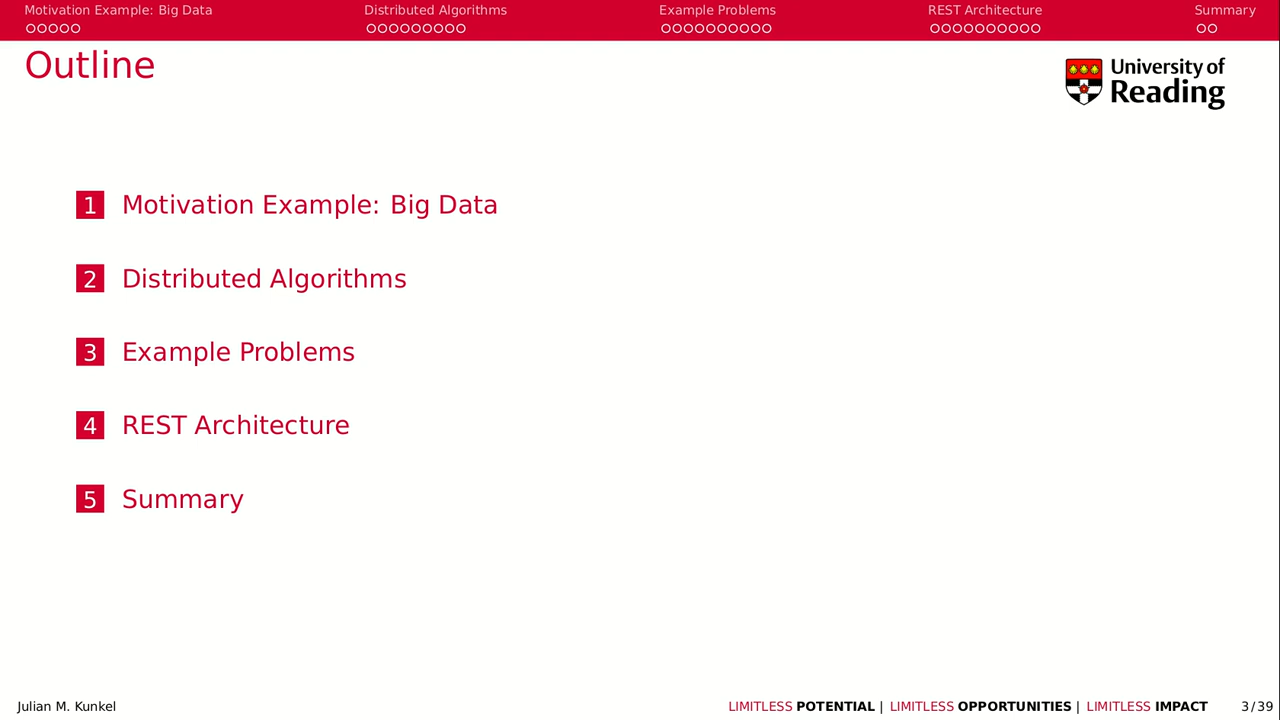 Motivation Example: Big Data Distributed Algorithms Example Problems REST Architecture Summary
Outline
University of
Reading
1 Motivation Example: Big Data
2 Distributed Algorithms
3 Example Problems
4 REST Architecture
5 Summary
Julian M. Kunkel LIMITLESS POTENTIAL | LIMITLESS OPPORTUNITIES | LIMITLESS IMPACT 3/39